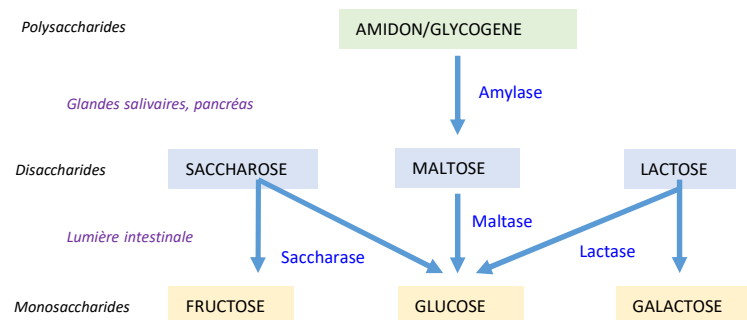 Polysaccharides
AMIDON/GLYCOGENE
Amylase
Glandes salivaires, pancréas
Disaccharides
SACCHAROSE
MALTOSE
LACTOSE
Maltase
Lumière intestinale
Saccharase
Lactase
Monosaccharides
FRUCTOSE
GLUCOSE
GALACTOSE